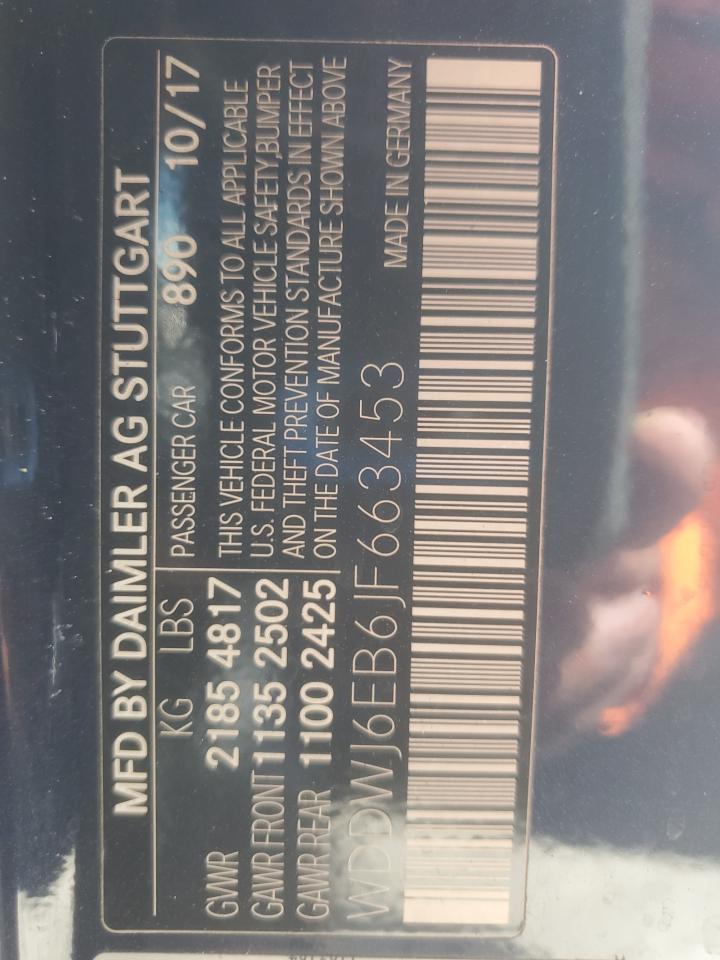 MFD BY DAIMLER AG STUTTGART
KG LBS PASSENGER CAR 890 10/17
GVWR 2185 4817
GAWR FRONT 1135 2502
GAWR REAR 1100 2425
THIS VEHICLE CONFORMS TO ALL APPLICABLE
U.S. FEDERAL MOTOR VEHICLE SAFETY,BUMPER
AND THEFT PREVENTION STANDARDS IN EFFECT
ON THE DATE OF MANUFACTURE SHOWN ABOVE
WDDWJ6EB6JF663453 MADE IN GERMANY